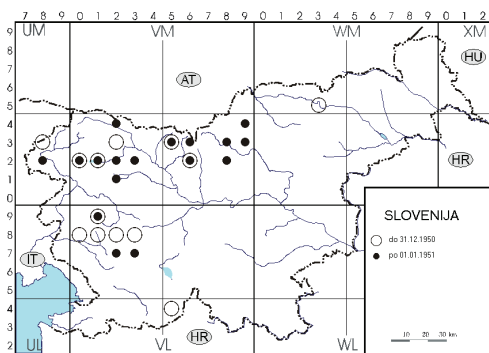 7 8 9 0 1 2 3 4 5 6 7 8 9 0 1 2 3 4 5 6 7 8 9 0 1 2
UM VM WM XM
9
8
7
6
5
4
3
2
1
0
9
8
7
6
5
4
3
2
AT
HU
HR
IT
HR
UL VL WL
SLOVENIJA
do 31.12.1950
po 01.01.1951
10 20 30 km